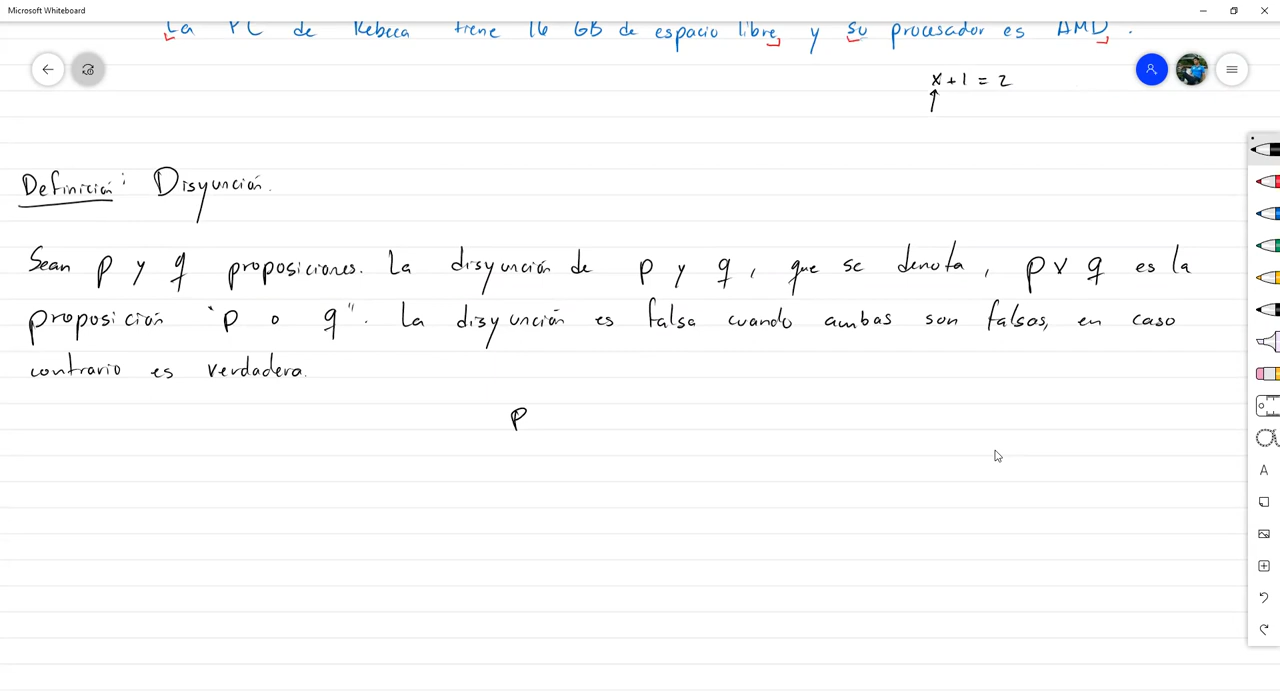 Microsoft Whiteboard
La PC de Rebeca tiene 16 GB de espacio libre y su procesador es AMD.
x + 1 = 2
Definición: Disyunción.
Sean p y q proposiciones. La disyunción de p y q, que se denota, p ∨ q es la
proposición "p o q". La disyunción es falsa cuando ambas son falsas, en caso
contrario es verdadera.
P
A